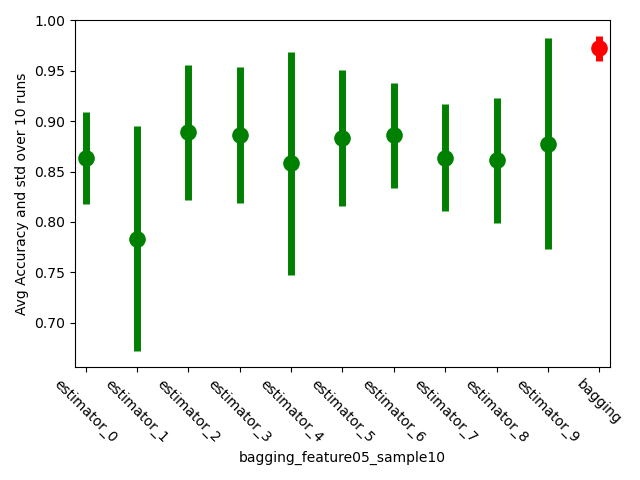 Avg Accuracy and std over 10 runs
1.00
0.95
0.90
0.85
0.80
0.75
0.70
estimator_0
estimator_1
estimator_2
estimator_3
estimator_4
estimator_5
estimator_6
estimator_7
estimator_8
estimator_9
bagging
bagging_feature05_sample10